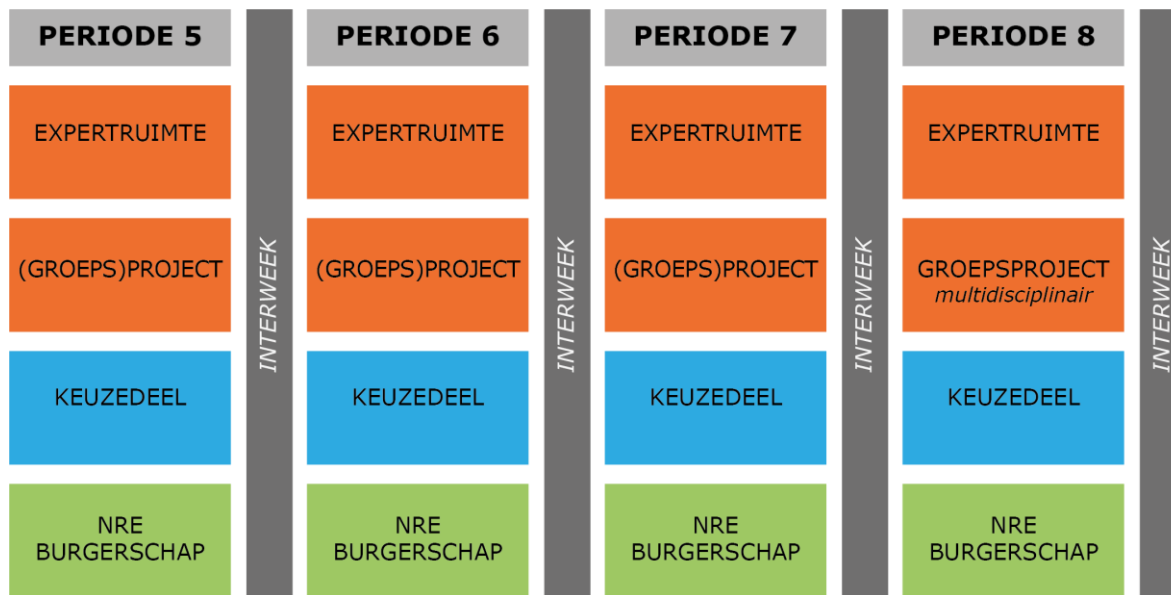 PERIODE 5
EXPERTRUIMTE
(GROEPS)PROJECT
KEUZEDEEL
NRE
BURGERSCHAP
INTERWEEK
PERIODE 6
EXPERTRUIMTE
(GROEPS)PROJECT
KEUZEDEEL
NRE
BURGERSCHAP
INTERWEEK
PERIODE 7
EXPERTRUIMTE
(GROEPS)PROJECT
KEUZEDEEL
NRE
BURGERSCHAP
INTERWEEK
PERIODE 8
EXPERTRUIMTE
GROEPSPROJECT
multidisciplinair
KEUZEDEEL
NRE
BURGERSCHAP
INTERWEEK